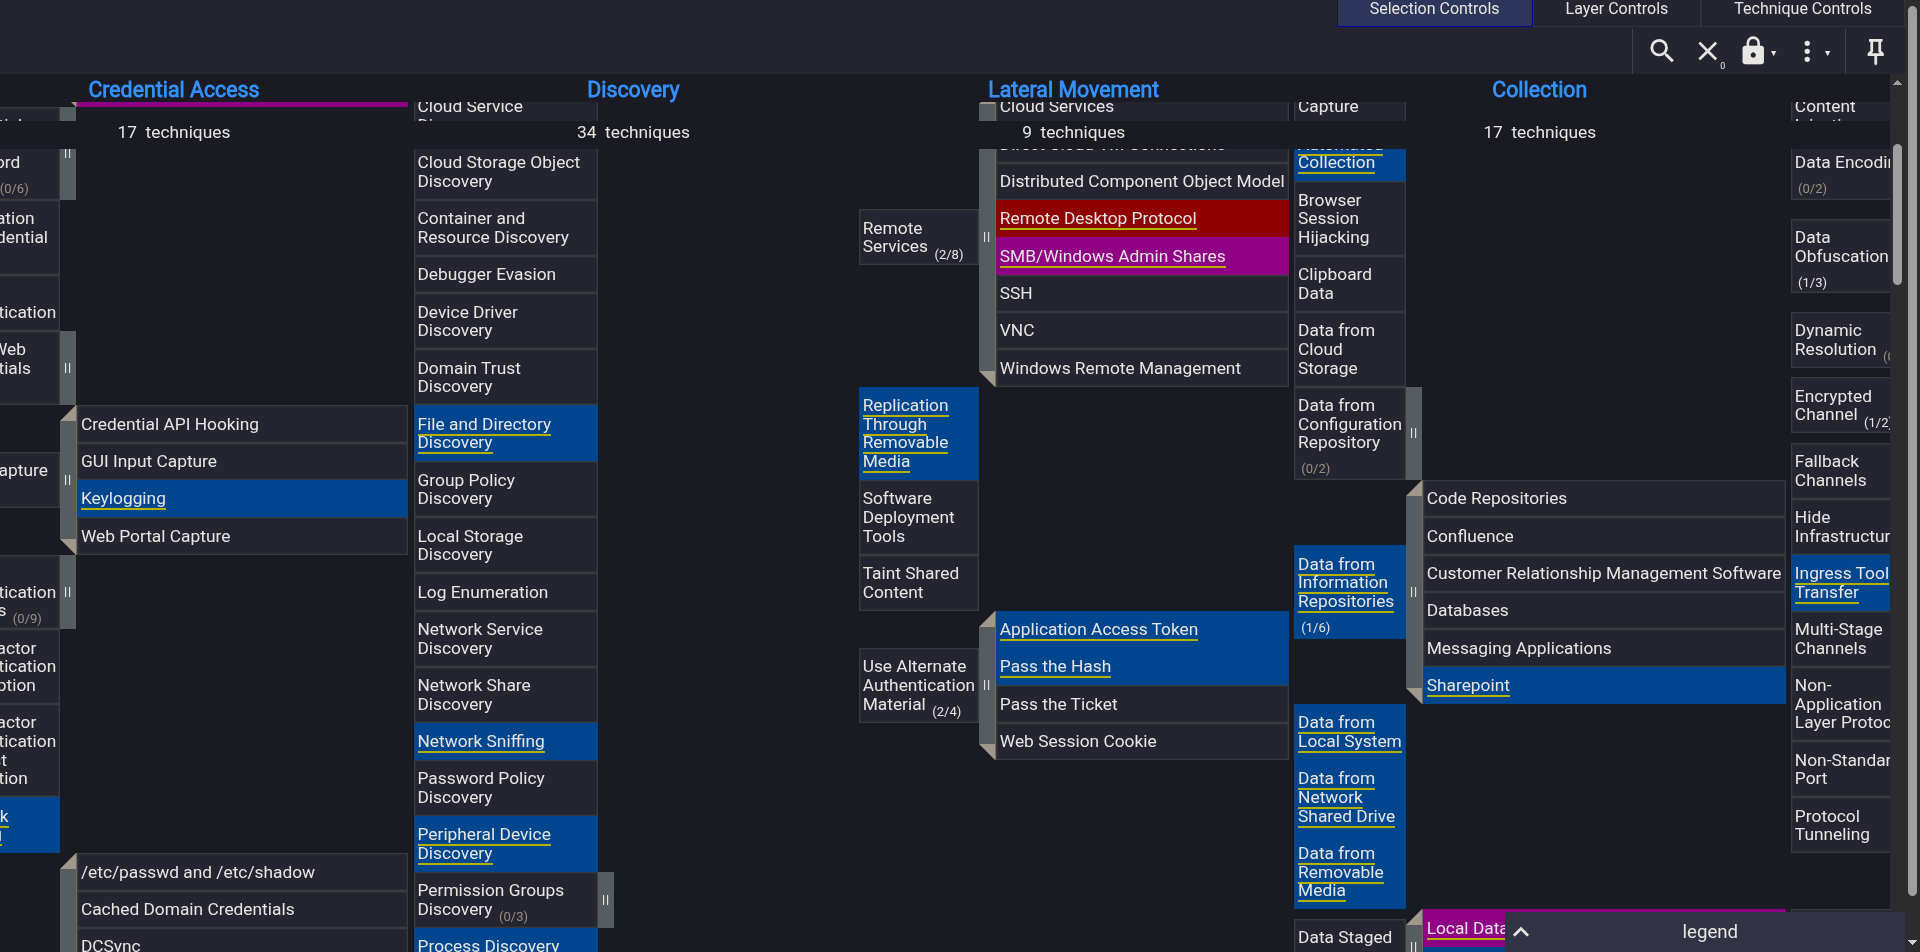 Selection Controls
Layer Controls
Technique Controls
0
Credential Access
Discovery
Lateral Movement
Collection
17 techniques
34 techniques
9 techniques
17 techniques
ord
(0/6)
ation
dential
tication
Web
tials
apture
tication
s (0/9)
actor
tication
ption
actor
tication
t
tion
k
Credential API Hooking
GUI Input Capture
Keylogging
Web Portal Capture
/etc/passwd and /etc/shadow
Cached Domain Credentials
DCSync
Cloud Service
Cloud Storage Object
Discovery
Container and
Resource Discovery
Debugger Evasion
Device Driver
Discovery
Domain Trust
Discovery
File and Directory
Discovery
Group Policy
Discovery
Local Storage
Discovery
Log Enumeration
Network Service
Discovery
Network Share
Discovery
Network Sniffing
Password Policy
Discovery
Peripheral Device
Discovery
Permission Groups
Discovery (0/3)
Process Discovery
Remote
Services (2/8)
Replication
Through
Removable
Media
Software
Deployment
Tools
Taint Shared
Content
Use Alternate
Authentication
Material (2/4)
Cloud Services
Direct Cloud VM Connections
Distributed Component Object Model
Remote Desktop Protocol
SMB/Windows Admin Shares
SSH
VNC
Windows Remote Management
Application Access Token
Pass the Hash
Pass the Ticket
Web Session Cookie
Capture
Automated
Collection
Browser
Session
Hijacking
Clipboard
Data
Data from
Cloud
Storage
Data from
Configuration
Repository
(0/2)
Data from
Information
Repositories
(1/6)
Data from
Local System
Data from
Network
Shared Drive
Data from
Removable
Media
Data Staged
Code Repositories
Confluence
Customer Relationship Management Software
Databases
Messaging Applications
Sharepoint
Local Data
Content
Data Encodin
(0/2)
Data
Obfuscation
(1/3)
Dynamic
Resolution
Encrypted
Channel (1/2)
Fallback
Channels
Hide
Infrastructur
Ingress Tool
Transfer
Multi-Stage
Channels
Non-
Application
Layer Protoc
Non-Standar
Port
Protocol
Tunneling
legend